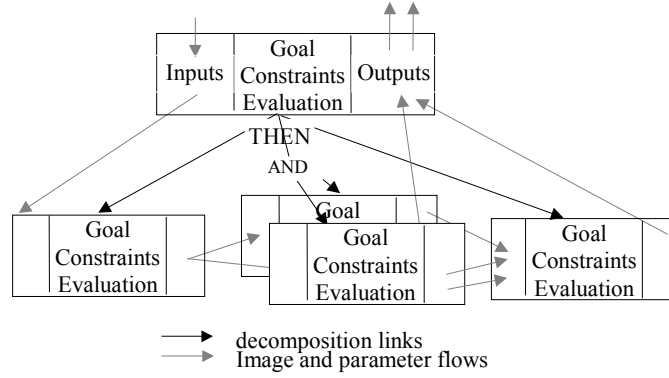 Goal
Inputs Constraints Outputs
Evaluation
THEN
AND
Goal
Goal
Constraints
Evaluation
Goal
Constraints
Evaluation
Goal
Constraints
Evaluation
decomposition links
Image and parameter flows